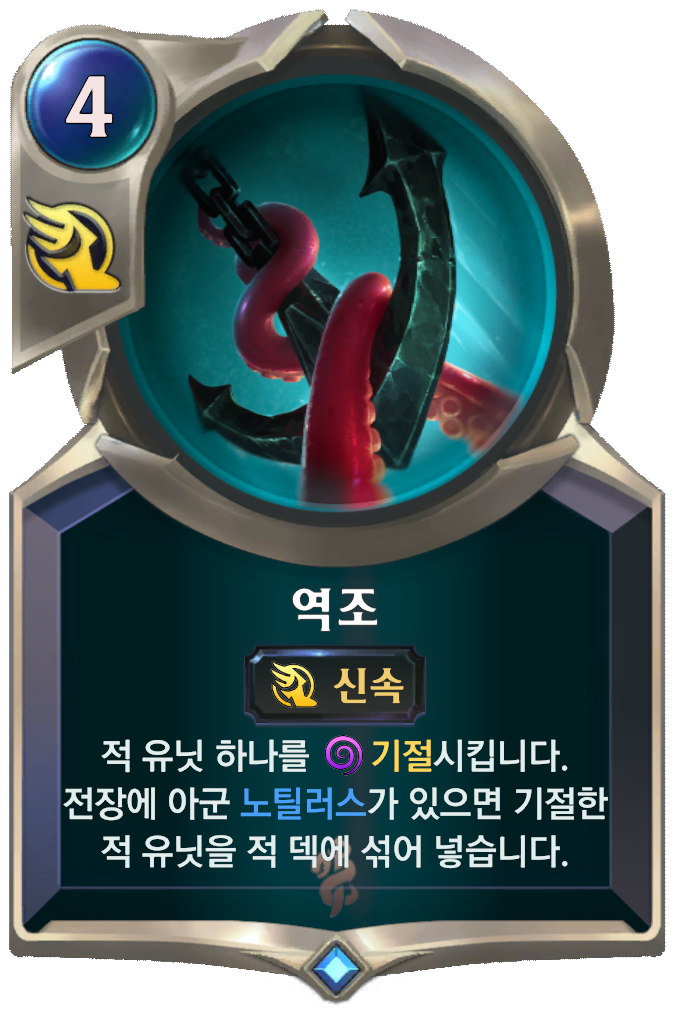 4
역조
신속
적 유닛 하나를 기절시킵니다.
전장에 아군 노틸러스가 있으면 기절한
적 유닛을 적 덱에 섞어 넣습니다.